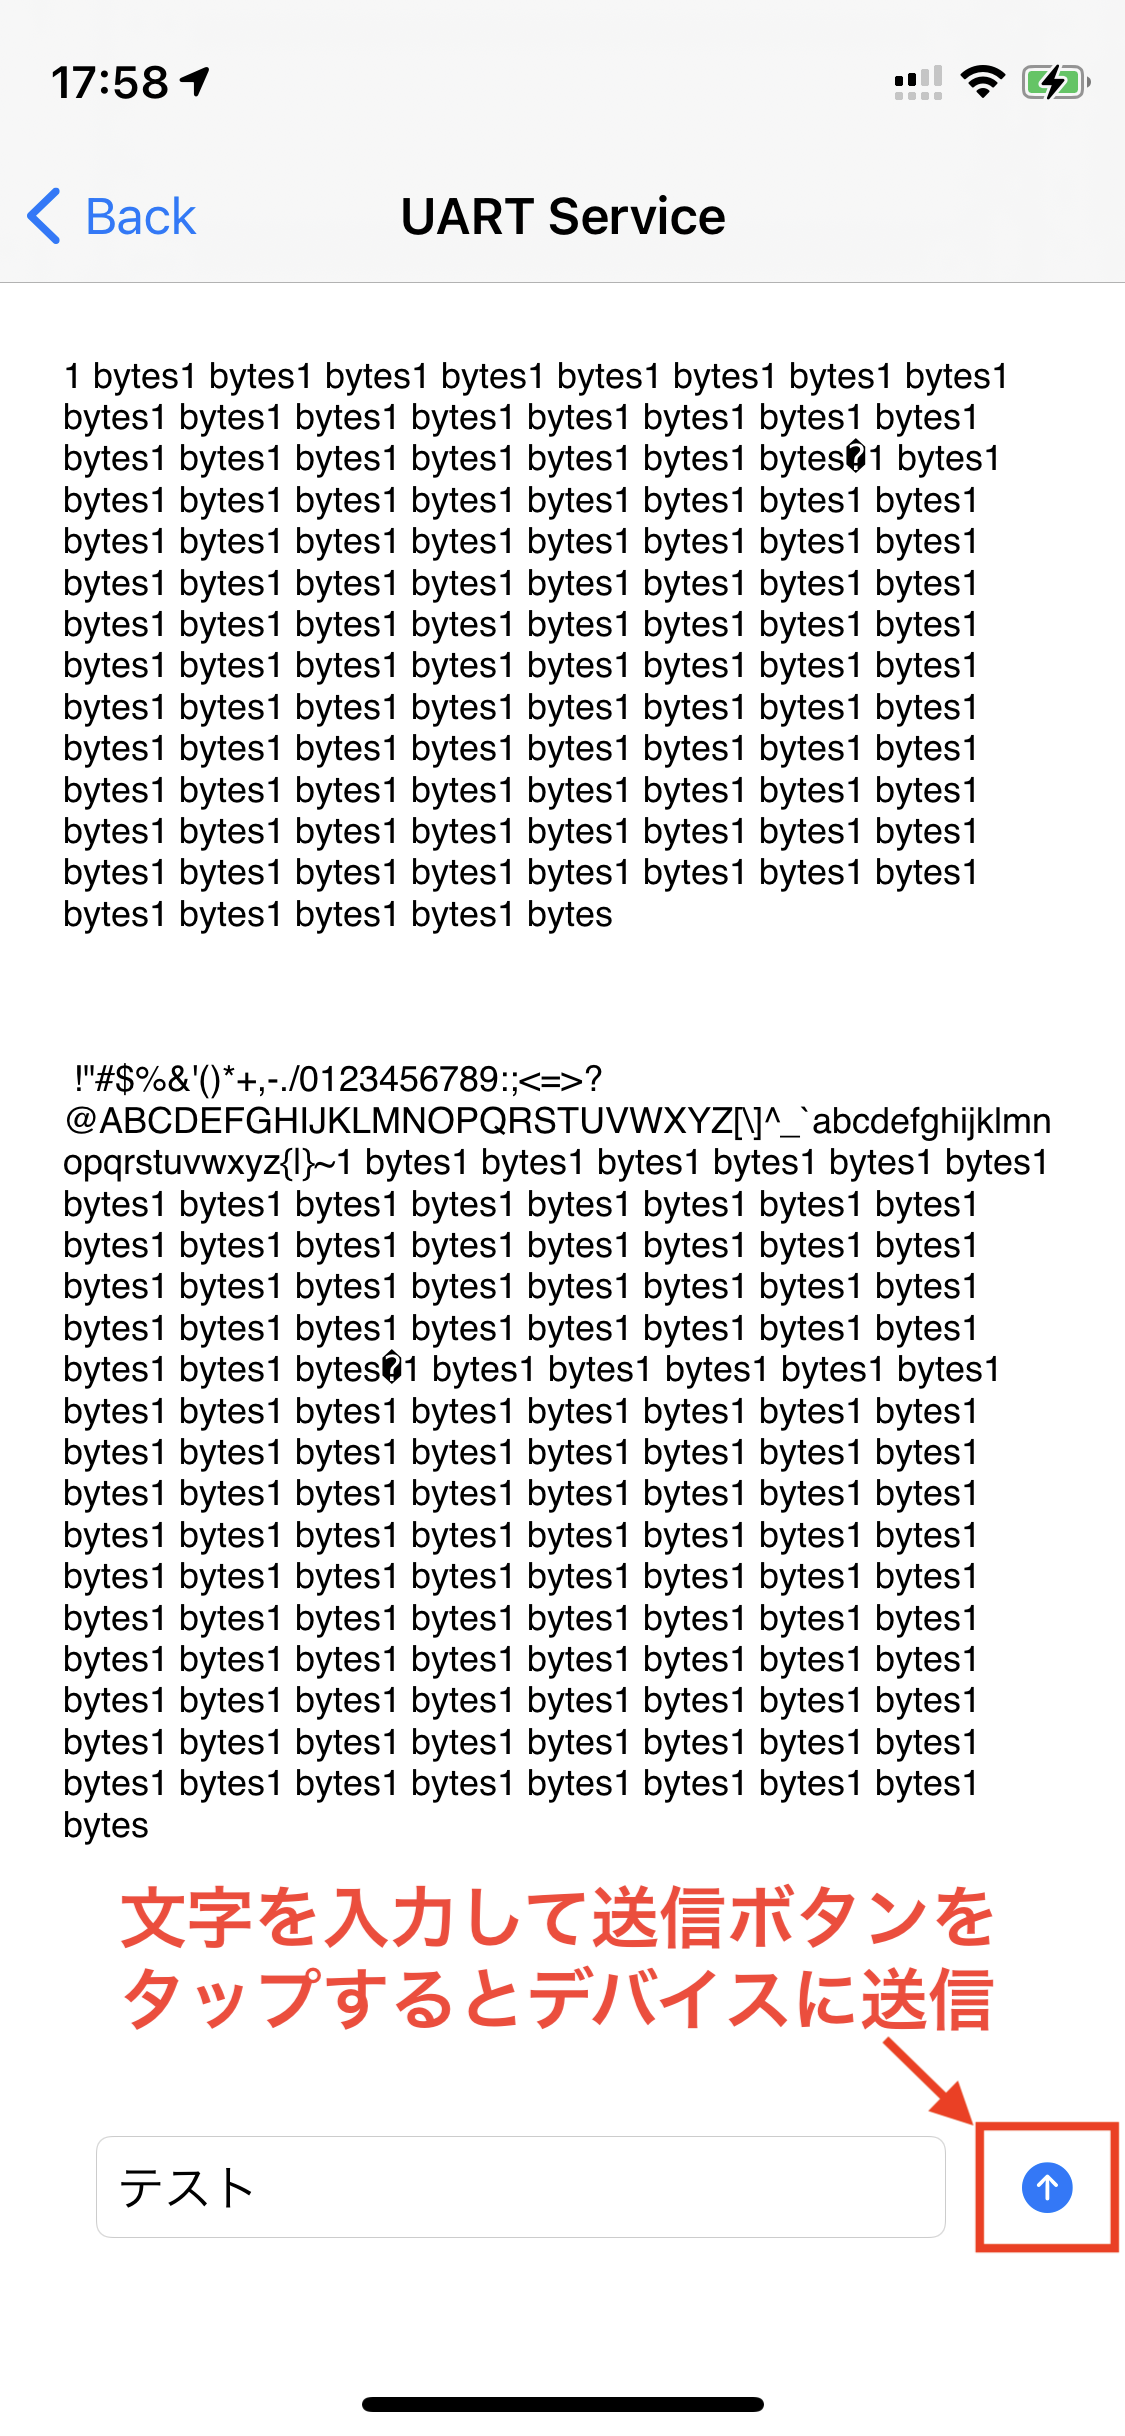 17:58
Back
UART Service
1 bytes1 bytes1 bytes1 bytes1 bytes1 bytes1 bytes1 bytes1
bytes1 bytes1 bytes1 bytes1 bytes1 bytes1 bytes1 bytes1
bytes1 bytes1 bytes1 bytes1 bytes1 bytes1 bytes�1 bytes1
bytes1 bytes1 bytes1 bytes1 bytes1 bytes1 bytes1 bytes1
bytes1 bytes1 bytes1 bytes1 bytes1 bytes1 bytes1 bytes1
bytes1 bytes1 bytes1 bytes1 bytes1 bytes1 bytes1 bytes1
bytes1 bytes1 bytes1 bytes1 bytes1 bytes1 bytes1 bytes1
bytes1 bytes1 bytes1 bytes1 bytes1 bytes1 bytes1 bytes1
bytes1 bytes1 bytes1 bytes1 bytes1 bytes1 bytes1 bytes1
bytes1 bytes1 bytes1 bytes1 bytes1 bytes1 bytes1 bytes1
bytes1 bytes1 bytes1 bytes1 bytes1 bytes1 bytes1 bytes1
bytes1 bytes1 bytes1 bytes1 bytes1 bytes1 bytes1 bytes1
bytes1 bytes1 bytes1 bytes1 bytes1 bytes1 bytes1 bytes1
bytes1 bytes1 bytes1 bytes1 bytes
!"#$%&'()*+,-./0123456789:;<=>?
@ABCDEFGHIJKLMNOPQRSTUVWXYZ[\]^_`abcdefghijklmn
opqrstuvwxyz{|}~1 bytes1 bytes1 bytes1 bytes1 bytes1 bytes1
bytes1 bytes1 bytes1 bytes1 bytes1 bytes1 bytes1 bytes1
bytes1 bytes1 bytes1 bytes1 bytes1 bytes1 bytes1 bytes1
bytes1 bytes1 bytes1 bytes1 bytes1 bytes1 bytes1 bytes1
bytes1 bytes1 bytes1 bytes1 bytes1 bytes1 bytes1 bytes1
bytes1 bytes1 bytes�1 bytes1 bytes1 bytes1 bytes1 bytes1
bytes1 bytes1 bytes1 bytes1 bytes1 bytes1 bytes1 bytes1
bytes1 bytes1 bytes1 bytes1 bytes1 bytes1 bytes1 bytes1
bytes1 bytes1 bytes1 bytes1 bytes1 bytes1 bytes1 bytes1
bytes1 bytes1 bytes1 bytes1 bytes1 bytes1 bytes1 bytes1
bytes1 bytes1 bytes1 bytes1 bytes1 bytes1 bytes1 bytes1
bytes1 bytes1 bytes1 bytes1 bytes1 bytes1 bytes1 bytes1
bytes1 bytes1 bytes1 bytes1 bytes1 bytes1 bytes1 bytes1
bytes1 bytes1 bytes1 bytes1 bytes1 bytes1 bytes1 bytes1
bytes1 bytes1 bytes1 bytes1 bytes1 bytes1 bytes1 bytes1
bytes1 bytes1 bytes1 bytes1 bytes1 bytes1 bytes1 bytes1
bytes
文字を入力して送信ボタンを
タップするとデバイスに送信
テスト